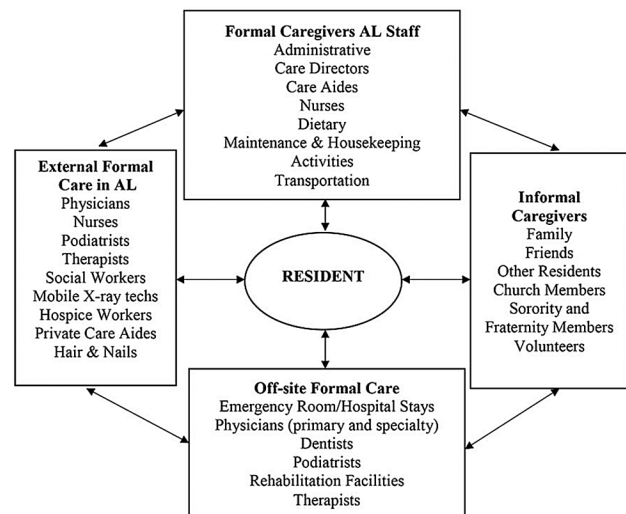 Formal Caregivers AL Staff
Administrative
Care Directors
Care Aides
Nurses
Dietary
Maintenance & Housekeeping
Activities
Transportation
External Formal
Care in AL
Physicians
Nurses
Podiatrists
Therapists
Social Workers
Mobile X-ray techs
Hospice Workers
Private Care Aides
Hair & Nails
RESIDENT
Informal
Caregivers
Family
Friends
Other Residents
Church Members
Sorority and
Fraternity Members
Volunteers
Off-site Formal Care
Emergency Room/Hospital Stays
Physicians (primary and specialty)
Dentists
Podiatrists
Rehabilitation Facilities
Therapists